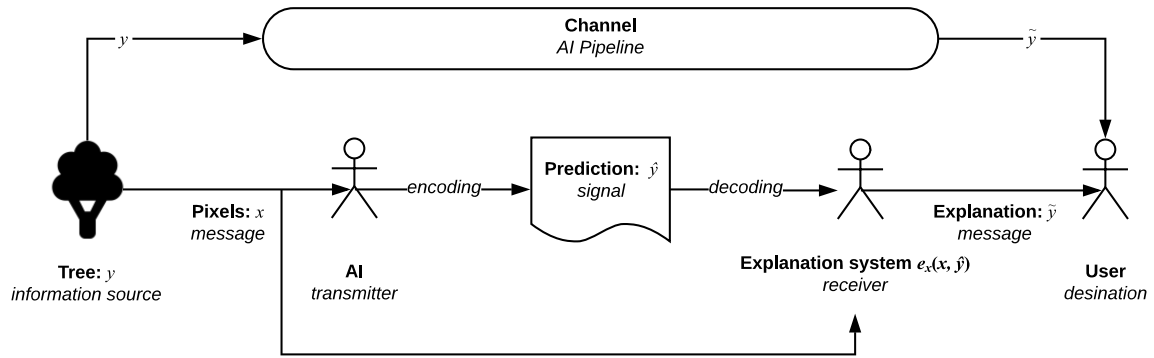 Channel
AI Pipeline
y
ỹ
encoding
Prediction: ŷ
signal
decoding
Pixels: x
message
Explanation: ỹ
message
Tree: y
information source
AI
transmitter
Explanation system eₓ(x, ŷ)
receiver
User
desination